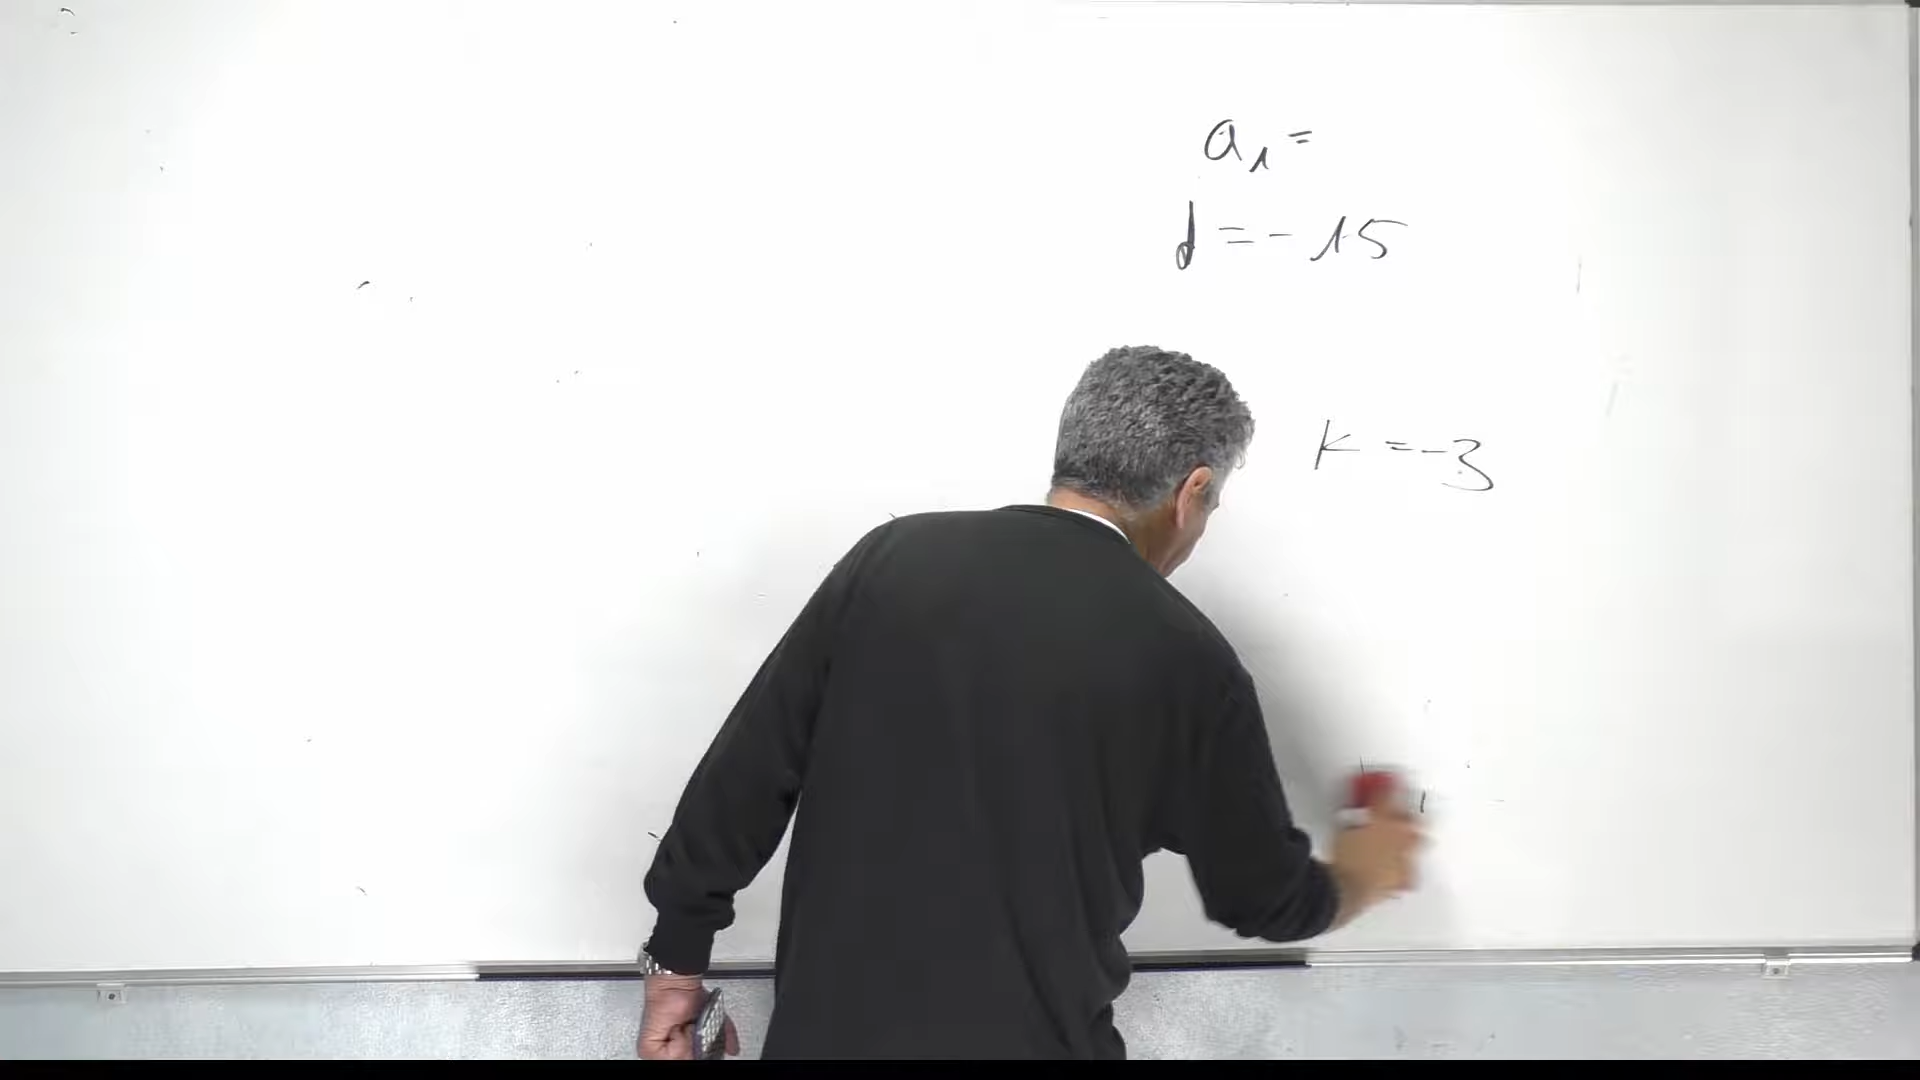 a₁ =
d = - 15
k = -3